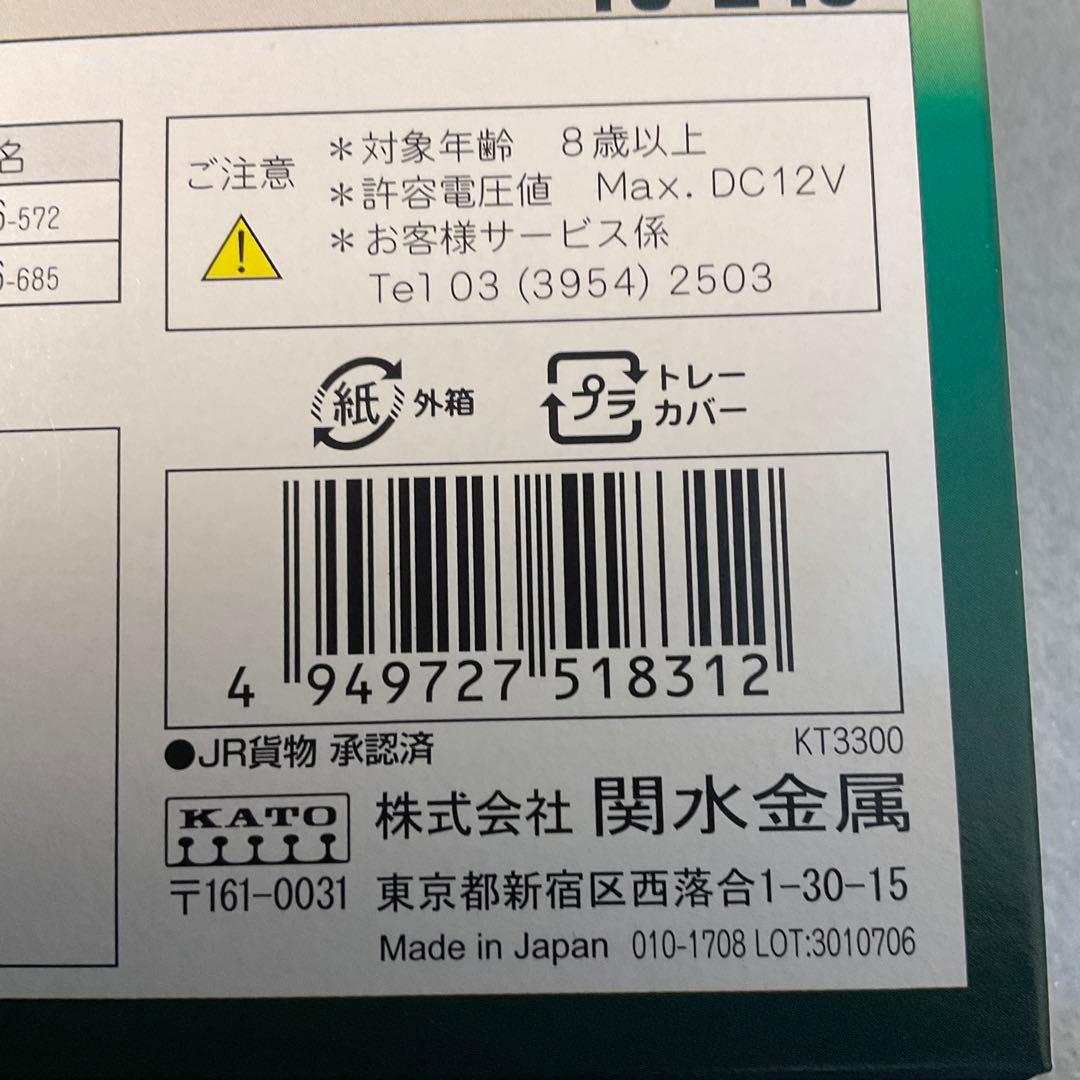 名
-572
-685
ご注意
＊対象年齢　8歳以上
＊許容電圧値　Max. DC12V
＊お客様サービス係
Tel 03 (3954) 2503
紙 外箱
プラ トレー
カバー
4 949727 518312
●JR貨物 承認済
KT3300
KATO 株式会社 関水金属
〒161-0031 東京都新宿区西落合1-30-15
Made in Japan 010-1708 LOT:3010706